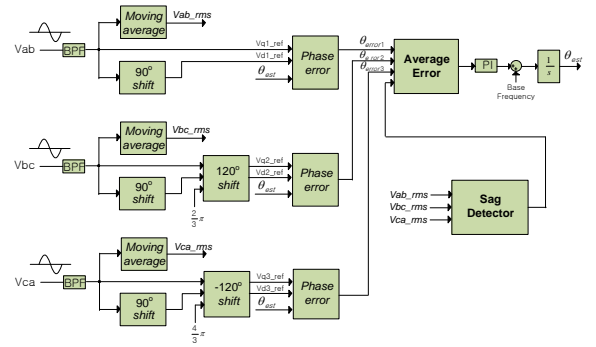 Moving
average
Vab_rms
Vab
BPF
90°
shift
Vq1_ref
Vd1_ref
θest
Phase
error
θerror1
θerror2
θerror3
Average
Error
PI
Base
Frequency
1
s
θest
Moving
average
Vbc_rms
Vbc
BPF
90°
shift
2
3
π
120°
shift
Vq2_ref
Vd2_ref
θest
Phase
error
Vab_rms
Vbc_rms
Vca_rms
Sag
Detector
Moving
average
Vca_rms
Vca
BPF
90°
shift
4
3
π
-120°
shift
Vq3_ref
Vd3_ref
θest
Phase
error